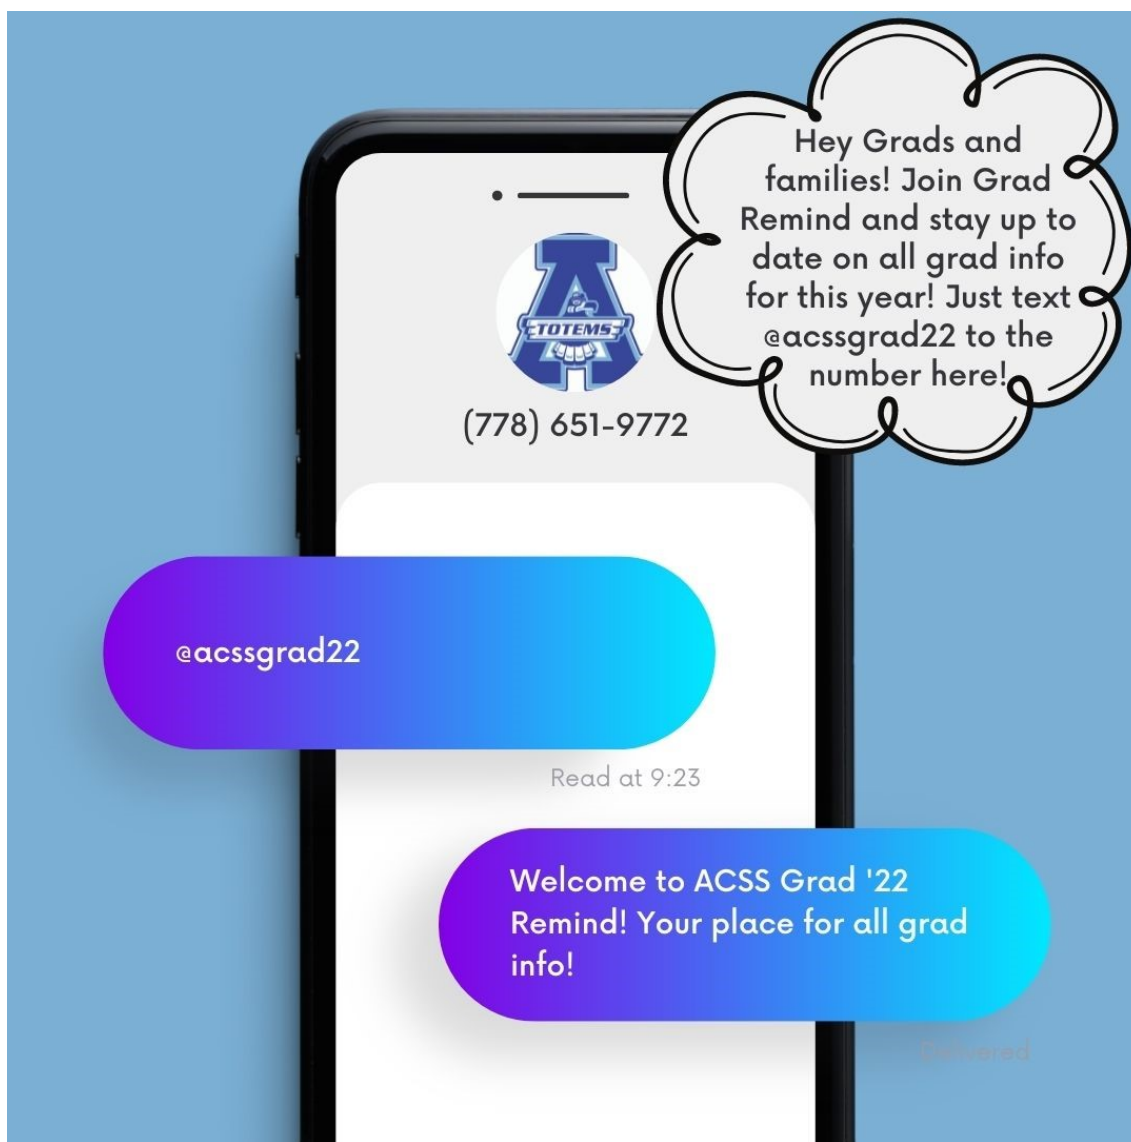 Hey Grads and
families! Join Grad
Remind and stay up to
date on all grad info
for this year! Just text
@acssgrad22 to the
number here!
TOTEMS
(778) 651-9772
@acssgrad22
Read at 9:23
Welcome to ACSS Grad '22
Remind! Your place for all grad
info!
Delivered